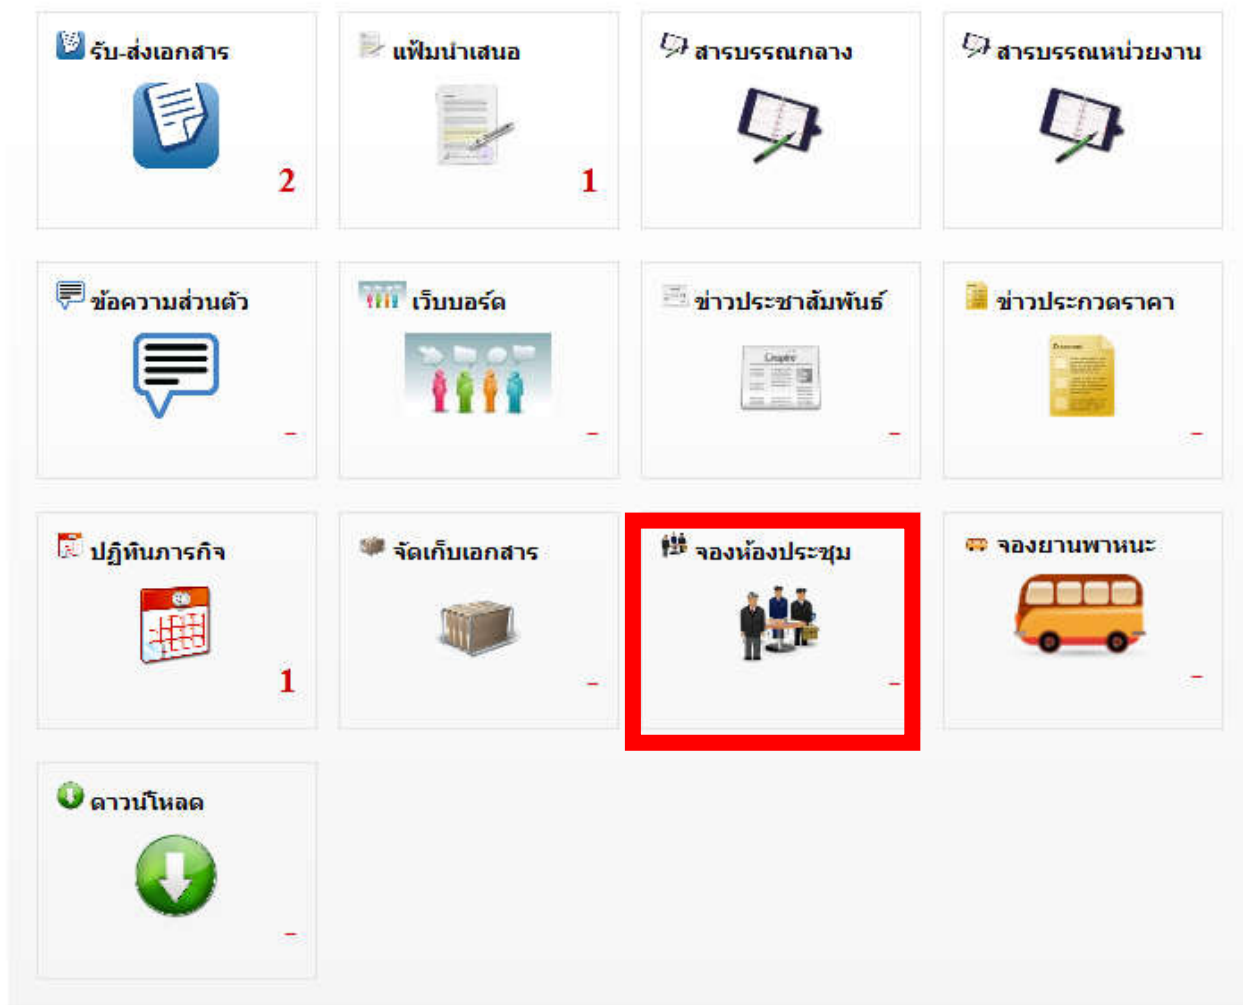 รับ-ส่งเอกสาร
2
แฟ้มนำเสนอ
1
สารบรรณกลาง
สารบรรณหน่วยงาน
ข้อความส่วนตัว
-
เว็บบอร์ด
-
ข่าวประชาสัมพันธ์
-
ข่าวประกวดราคา
-
ปฏิทินภารกิจ
1
จัดเก็บเอกสาร
-
จองห้องประชุม
-
จองยานพาหนะ
-
ดาวน์โหลด
-